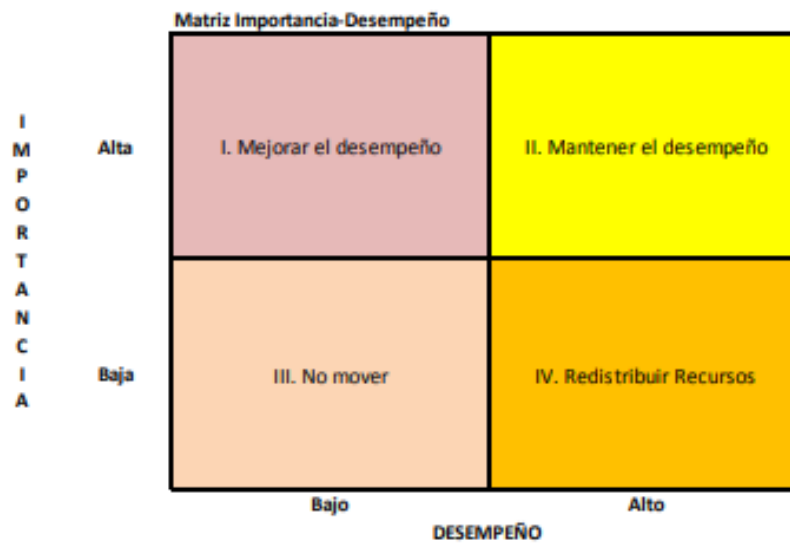 Matriz Importancia-Desempeño
IMPORTANCIA
Alta
I. Mejorar el desempeño
II. Mantener el desempeño
Baja
III. No mover
IV. Redistribuir Recursos
Bajo
Alto
DESEMPEÑO